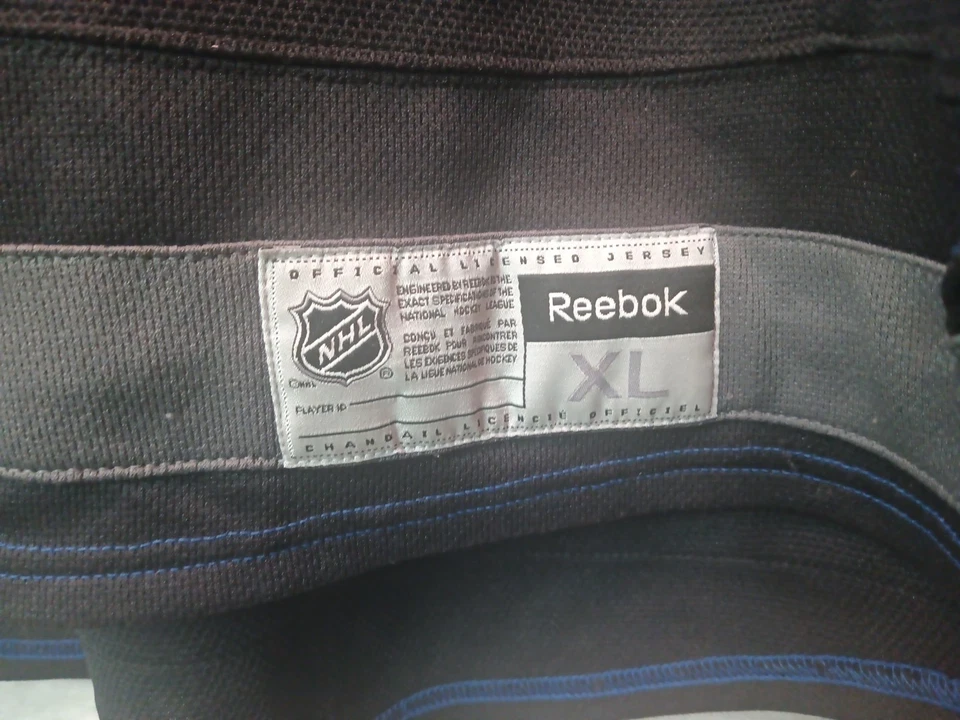 OFFICIAL LICENSED JERSEY
NHL
®
©NHL
ENGINEERED BY REEBOK TO THE
EXACT SPECIFICATIONS OF THE
NATIONAL HOCKEY LEAGUE
CONÇU ET FABRIQUÉ PAR
REEBOK POUR RENCONTRER
LES EXIGENCES SPÉCIFIQUES DE
LA LIGUE NATIONALE DE HOCKEY
PLAYER ID
Reebok
XL
CHANDAIL LICENCIÉ OFFICIEL